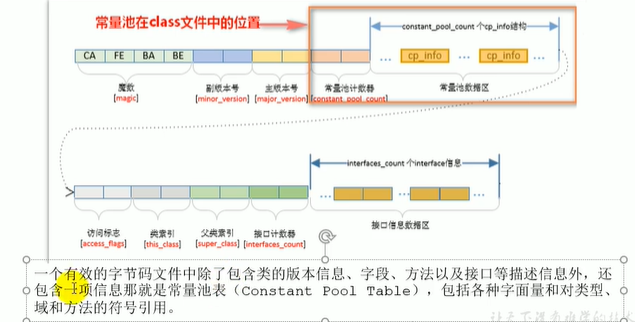 常量池在class文件中的位置
constant_pool_count 个cp_info结构
CA FE BA BE ... cp_info ... cp_info ...
魔数 副版本号 主版本号 常量池计数器 常量池数据区
[magic] [minor_version] [major_version] [constant_pool_count]
interfaces_count 个interface信息
... ... ...
访问标志 类索引 父类索引 接口计数器 接口信息数据区
[access_flags] [this_class] [super_class] [interfaces_count]
一个有效的字节码文件中除了包含类的版本信息、字段、方法以及接口等描述信息外，还
包含一项信息那就是常量池表（Constant Pool Table），包括各种字面量和对类型、
域和方法的符号引用。